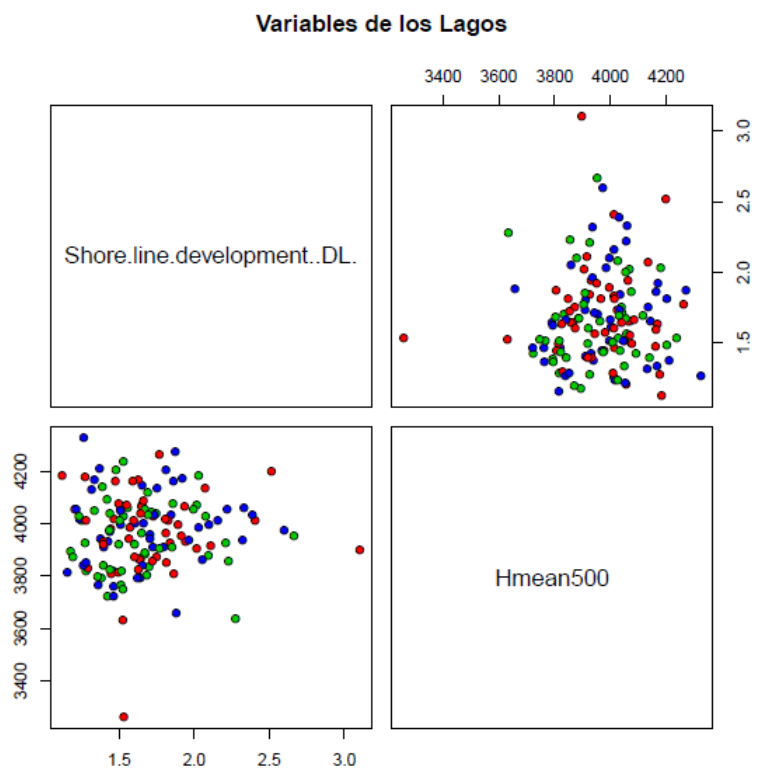 Variables de los Lagos
3400 3600 3800 4000 4200
3.0
2.5
2.0
1.5
Shore.line.development..DL.
4200
4000
3800
3600
3400
Hmean500
1.5 2.0 2.5 3.0